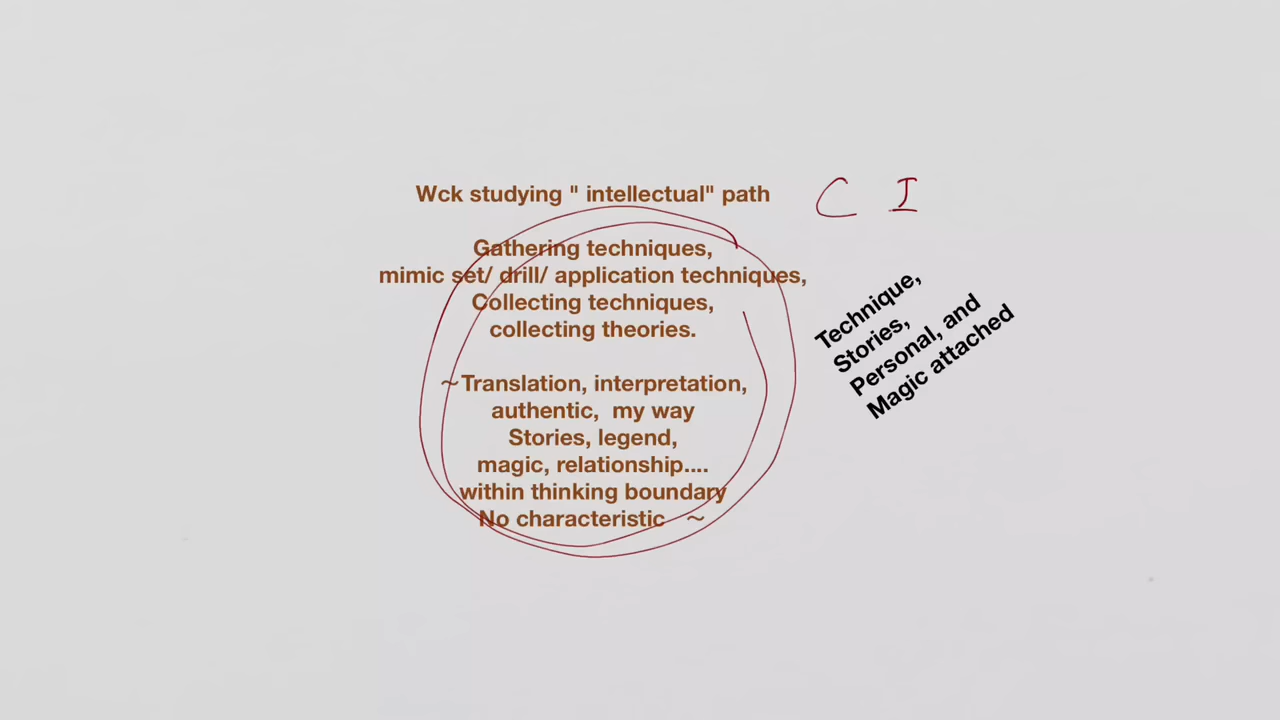 Wck studying " intellectual" path
C I
Gathering techniques,
mimic set/ drill/ application techniques,
Collecting techniques,
collecting theories.
~Translation, interpretation,
authentic,  my way
Stories, legend,
magic, relationship....
within thinking boundary
No characteristic  ~
Technique,
Stories,
Personal, and
Magic attached